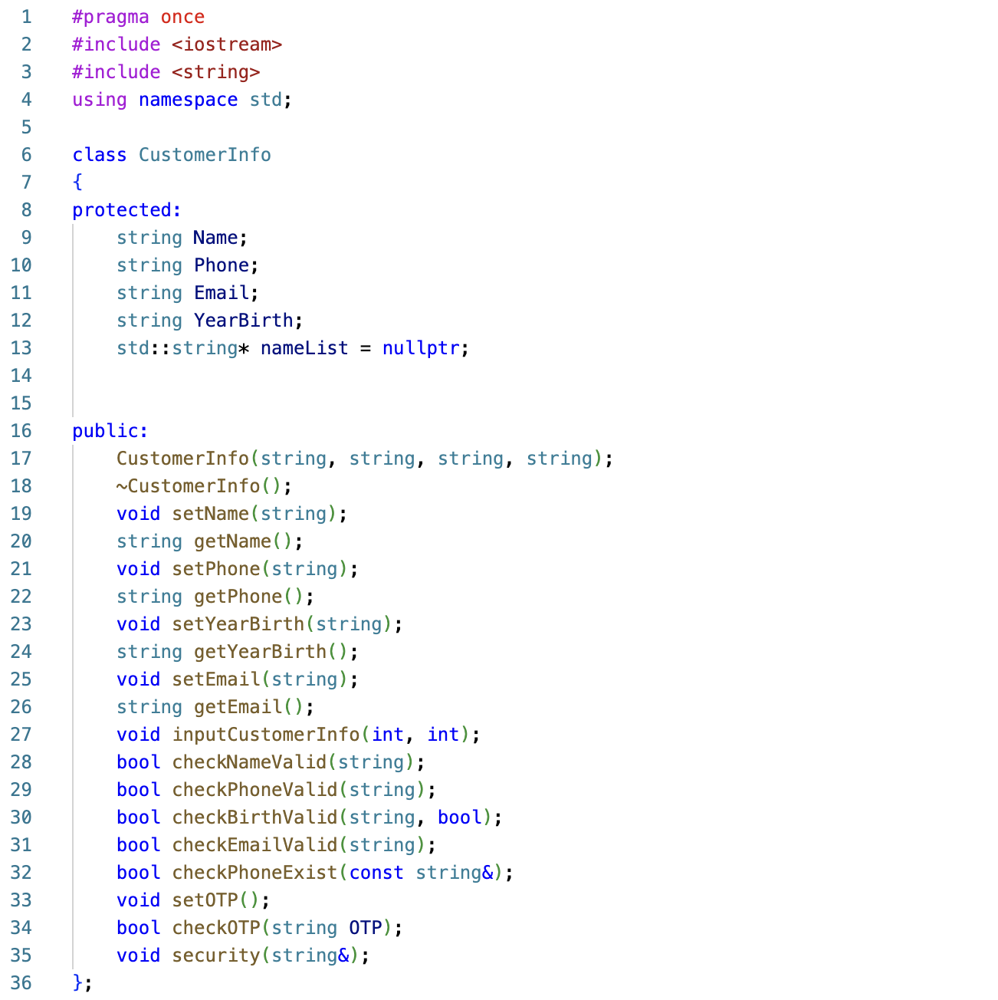 1 #pragma once
2 #include <iostream>
3 #include <string>
4 using namespace std;
5
6 class CustomerInfo
7 {
8 protected:
9     string Name;
10     string Phone;
11     string Email;
12     string YearBirth;
13     std::string* nameList = nullptr;
14
15
16 public:
17     CustomerInfo(string, string, string, string);
18     ~CustomerInfo();
19     void setName(string);
20     string getName();
21     void setPhone(string);
22     string getPhone();
23     void setYearBirth(string);
24     string getYearBirth();
25     void setEmail(string);
26     string getEmail();
27     void inputCustomerInfo(int, int);
28     bool checkNameValid(string);
29     bool checkPhoneValid(string);
30     bool checkBirthValid(string, bool);
31     bool checkEmailValid(string);
32     bool checkPhoneExist(const string&);
33     void setOTP();
34     bool checkOTP(string OTP);
35     void security(string&);
36 };